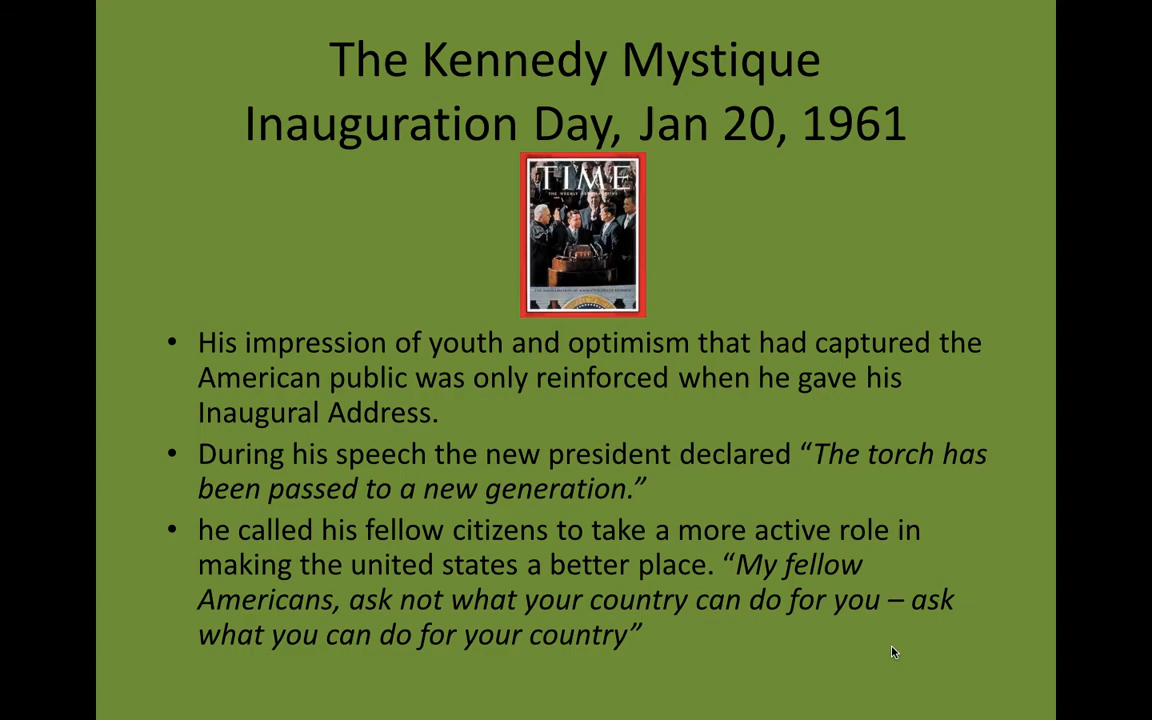 The Kennedy Mystique
Inauguration Day, Jan 20, 1961
TIME
• His impression of youth and optimism that had captured the
American public was only reinforced when he gave his
Inaugural Address.
• During his speech the new president declared “The torch has
been passed to a new generation.”
• he called his fellow citizens to take a more active role in
making the united states a better place. “My fellow
Americans, ask not what your country can do for you – ask
what you can do for your country”